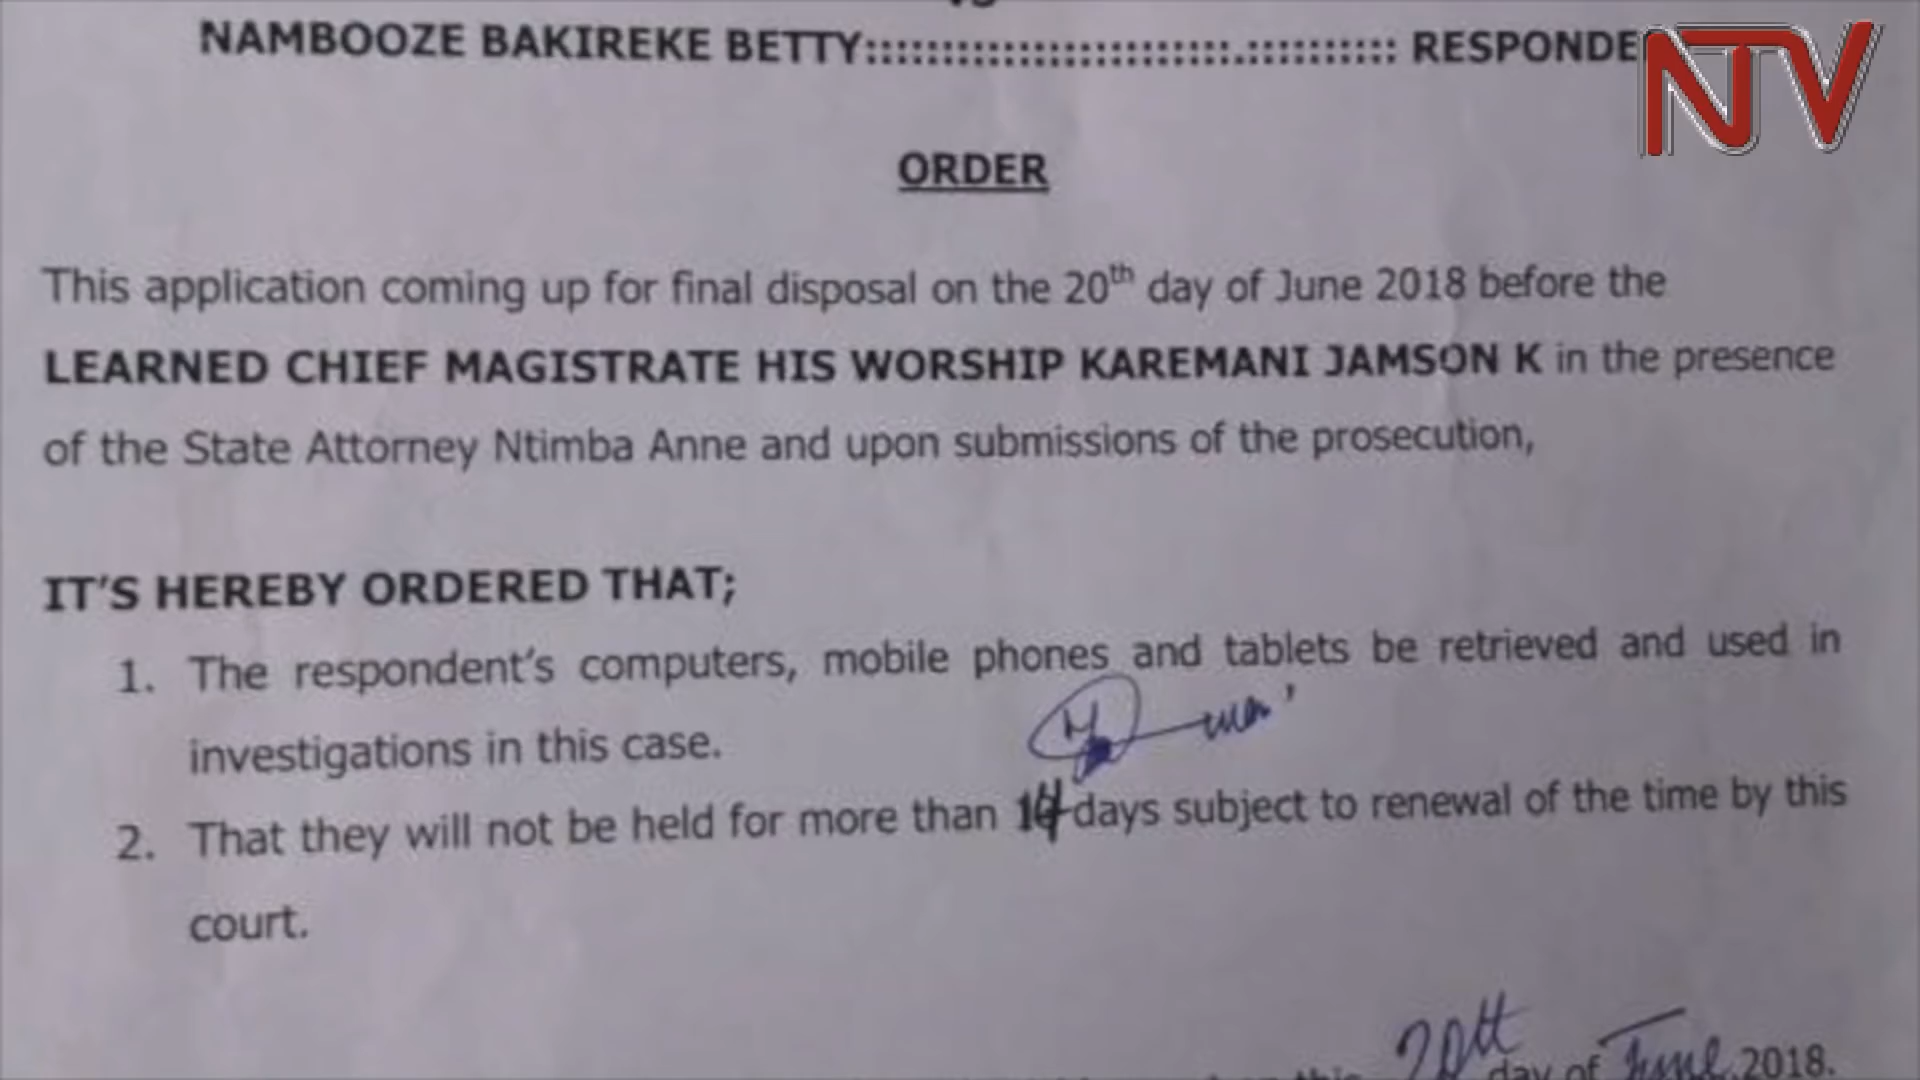 NAMBOOZE BAKIREKE BETTY::::::::::::::::::::::::.:::::::::: RESPONDE
NTV
ORDER
This application coming up for final disposal on the 20th day of June 2018 before the
LEARNED CHIEF MAGISTRATE HIS WORSHIP KAREMANI JAMSON K in the presence
of the State Attorney Ntimba Anne and upon submissions of the prosecution,
IT'S HEREBY ORDERED THAT;
1. The respondent's computers, mobile phones and tablets be retrieved and used in
investigations in this case.
2. That they will not be held for more than 14 days subject to renewal of the time by this
court.
this 20th day of June 2018.